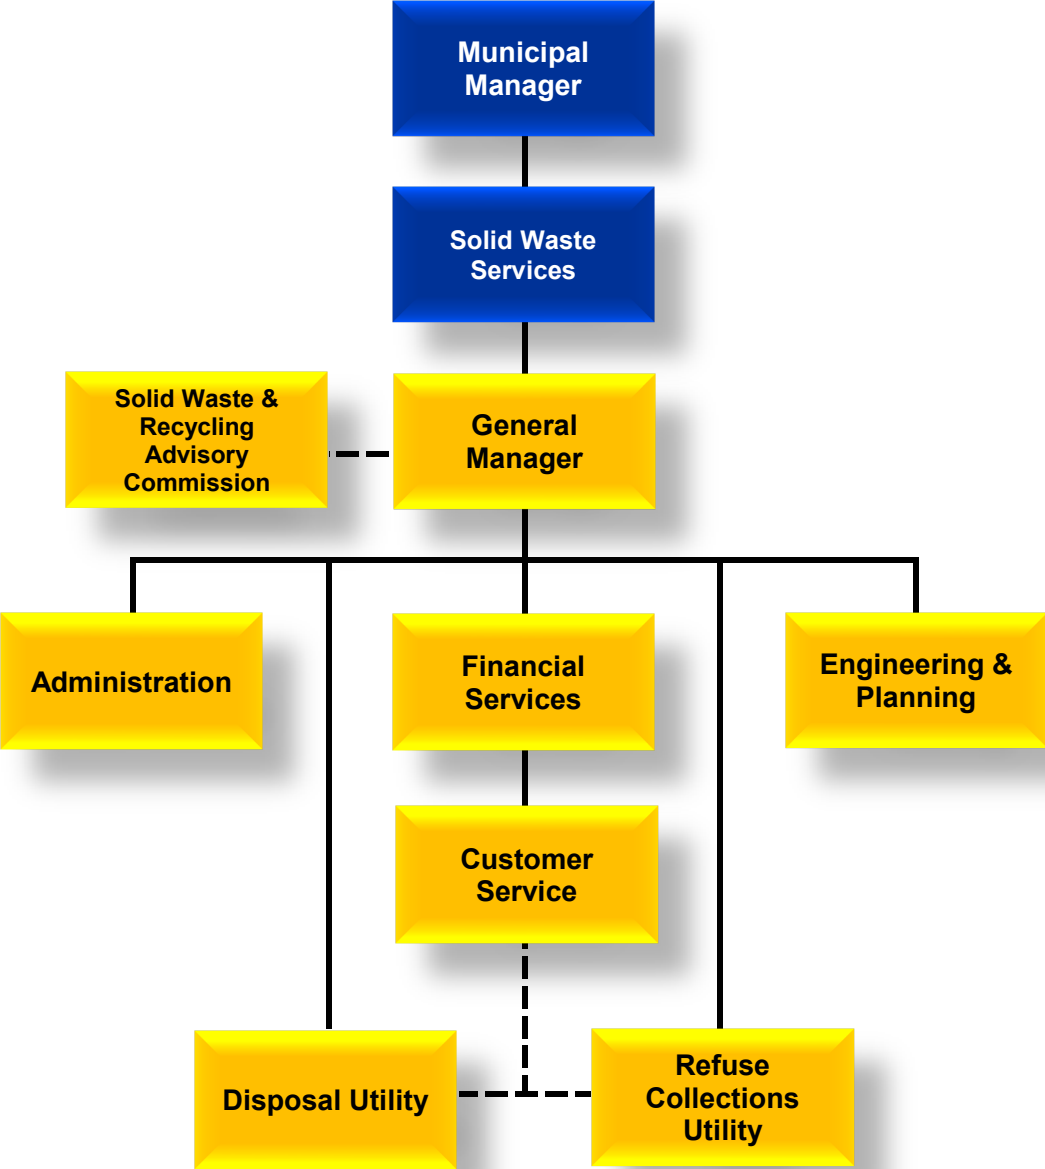 Municipal
Manager
Solid Waste
Services
Solid Waste &
Recycling
Advisory
Commission
General
Manager
Administration
Financial
Services
Engineering &
Planning
Customer
Service
Disposal Utility
Refuse
Collections
Utility